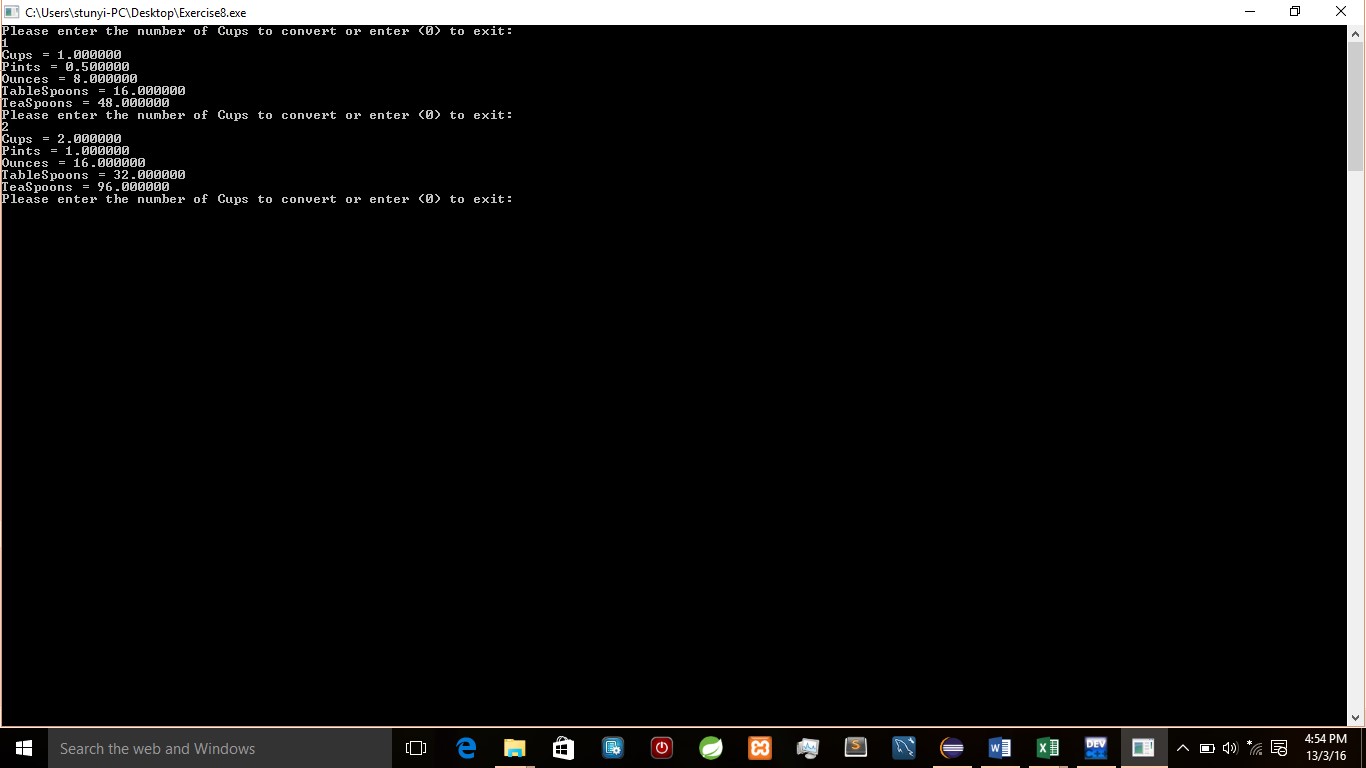 C:\Users\stunyi-PC\Desktop\Exercise8.exe
Please enter the number of Cups to convert or enter (0) to exit:
1
Cups = 1.000000
Pints = 0.500000
Ounces = 8.000000
TableSpoons = 16.000000
TeaSpoons = 48.000000
Please enter the number of Cups to convert or enter (0) to exit:
2
Cups = 2.000000
Pints = 1.000000
Ounces = 16.000000
TableSpoons = 32.000000
TeaSpoons = 96.000000
Please enter the number of Cups to convert or enter (0) to exit:
Search the web and Windows
DEV
4:54 PM
13/3/16